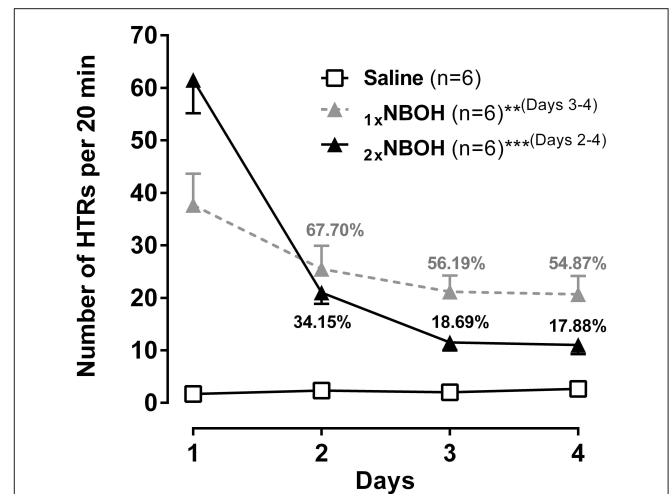 Number of HTRs per 20 min
70
60
50
40
30
20
10
0
Saline (n=6)
1xNBOH (n=6)**(Days 3-4)
2xNBOH (n=6)***(Days 2-4)
67.70%
56.19%
54.87%
34.15%
18.69%
17.88%
1 2 3 4
Days